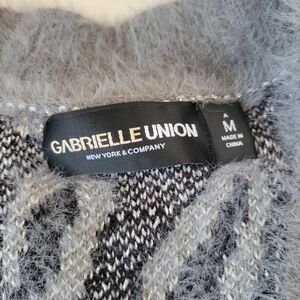 GABRIELLE UNION
NEW YORK & COMPANY
M
MADE IN
CHINA